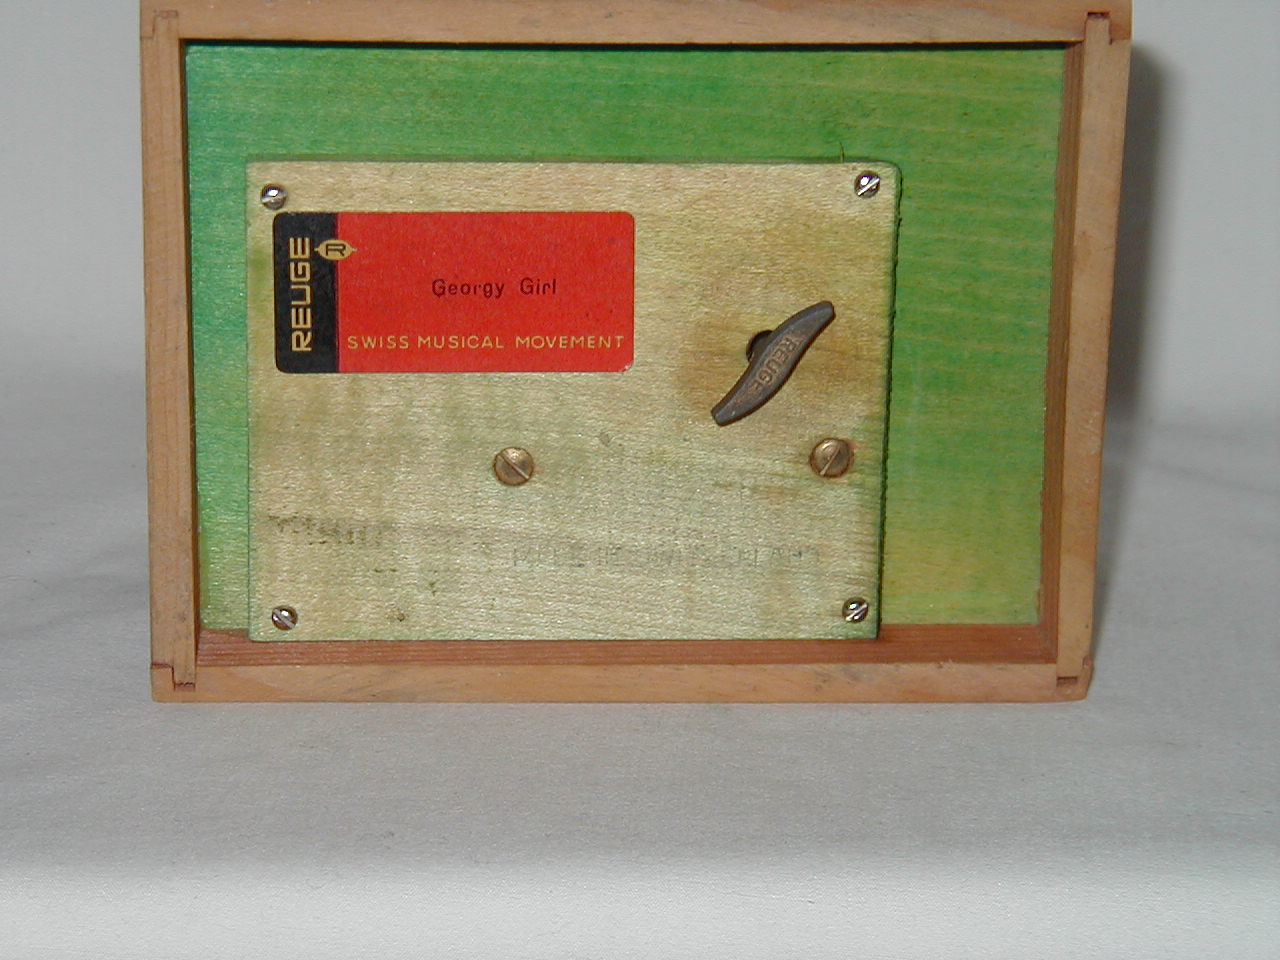 REUGE
R
Georgy Girl
SWISS MUSICAL MOVEMENT
REUGE